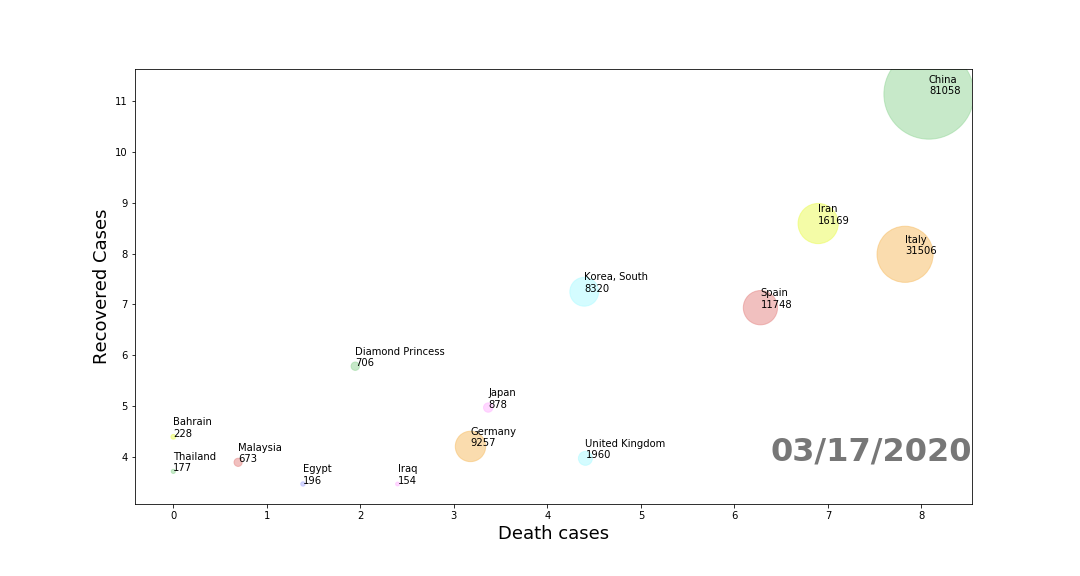 China
81058
11
10
9
8
7
6
5
4
Recovered Cases
Iran
16169
Italy
31506
Korea, South
8320
Spain
11748
Diamond Princess
706
Japan
878
Bahrain
228
Germany
9257
Malaysia
673
United Kingdom
1960
Thailand
177
Egypt
196
Iraq
154
03/17/2020
0 1 2 3 4 5 6 7 8
Death cases